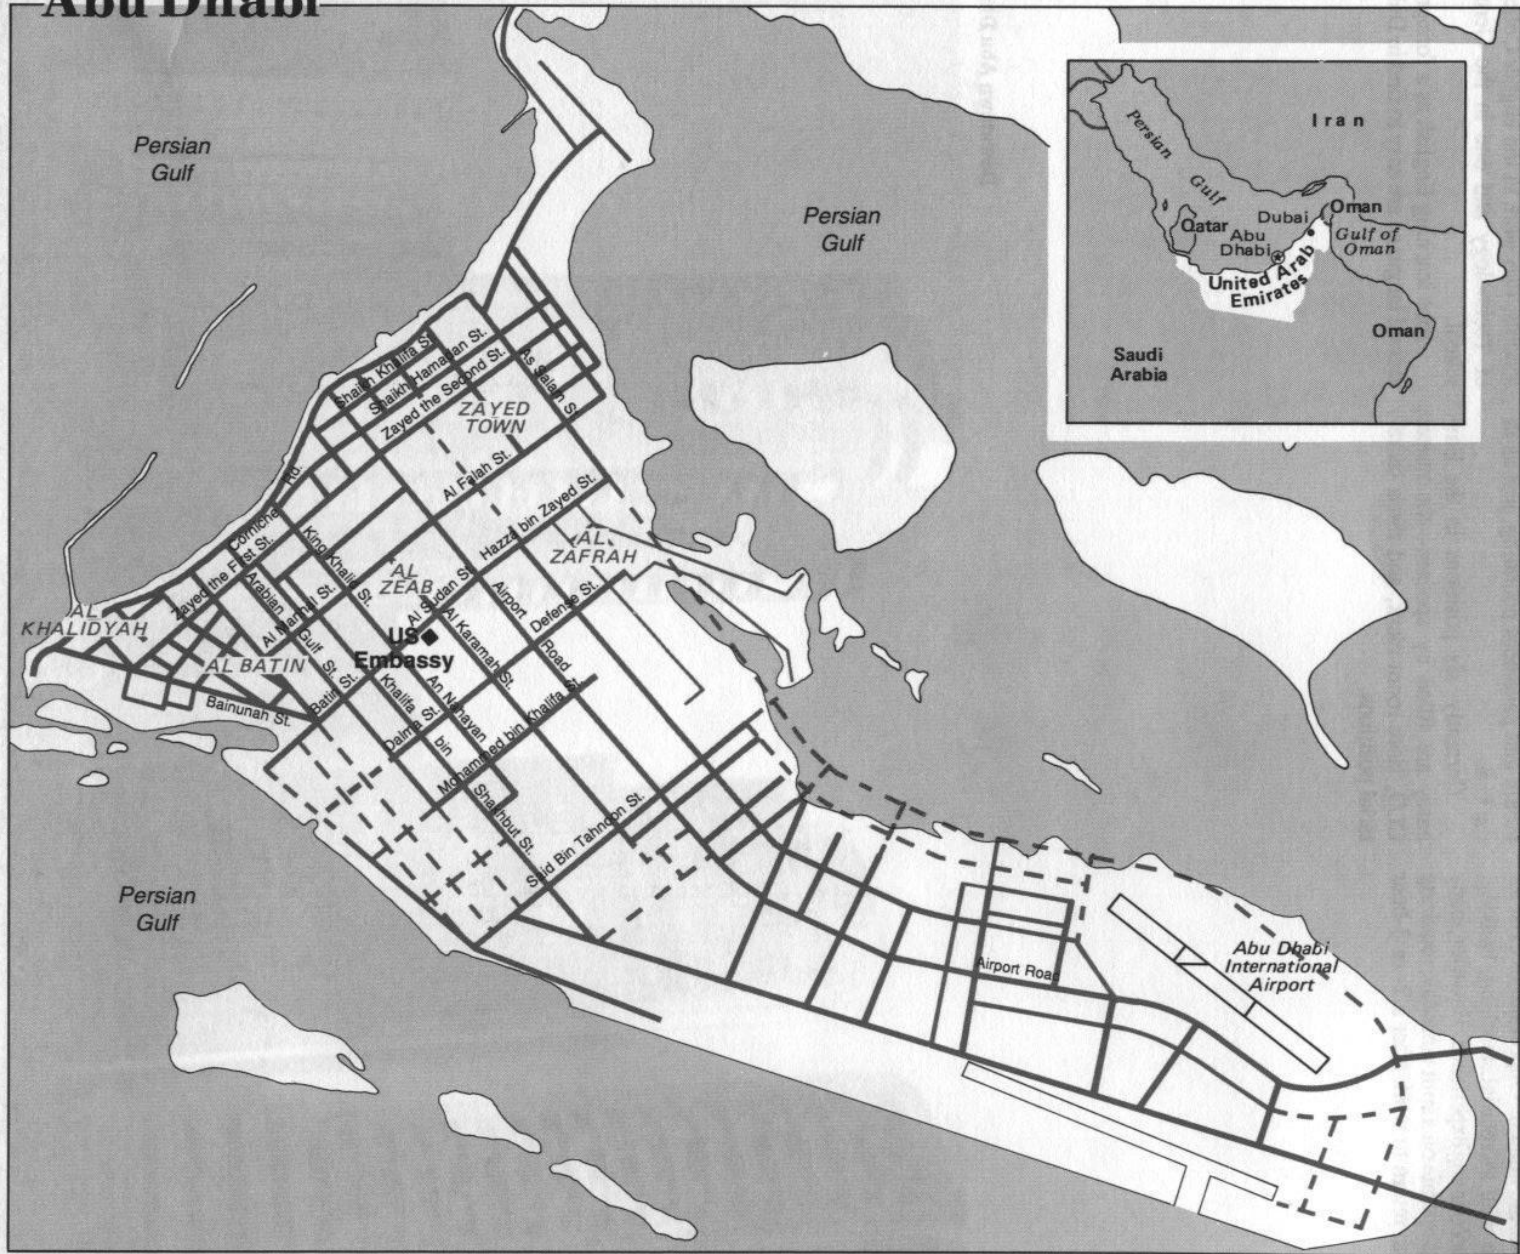 Abu Dhabi
Persian
Gulf
Persian
Gulf
Persian
Gulf
Iran
Persian
Gulf
Qatar
Dubai
Abu
Dhabi
Oman
Gulf of
Oman
United Arab
Emirates
Oman
Saudi
Arabia
Shaikh Khalifa St.
Shaikh Hamadan St.
Zayed the Second St.
As Salam St.
ZAYED
TOWN
Al Falah St.
Hazza bin Zayed St.
AL
ZAFRAH
Corniche Rd.
Zayed the First St.
King Khalid St.
Arabian Gulf St.
Al Manhal St.
AL
ZEAB
Al Sudan St.
Al Karamah St.
Airport Road
Defense St.
AL
KHALIDYAH
AL BATIN
US
Embassy
Batin St.
Bainunah St.
Khalifa bin Shakhbut St.
An Nahayan
Dalma St.
Mohammed bin Khalifa St.
Said Bin Tahnoon St.
Airport Road
Abu Dhabi
International
Airport